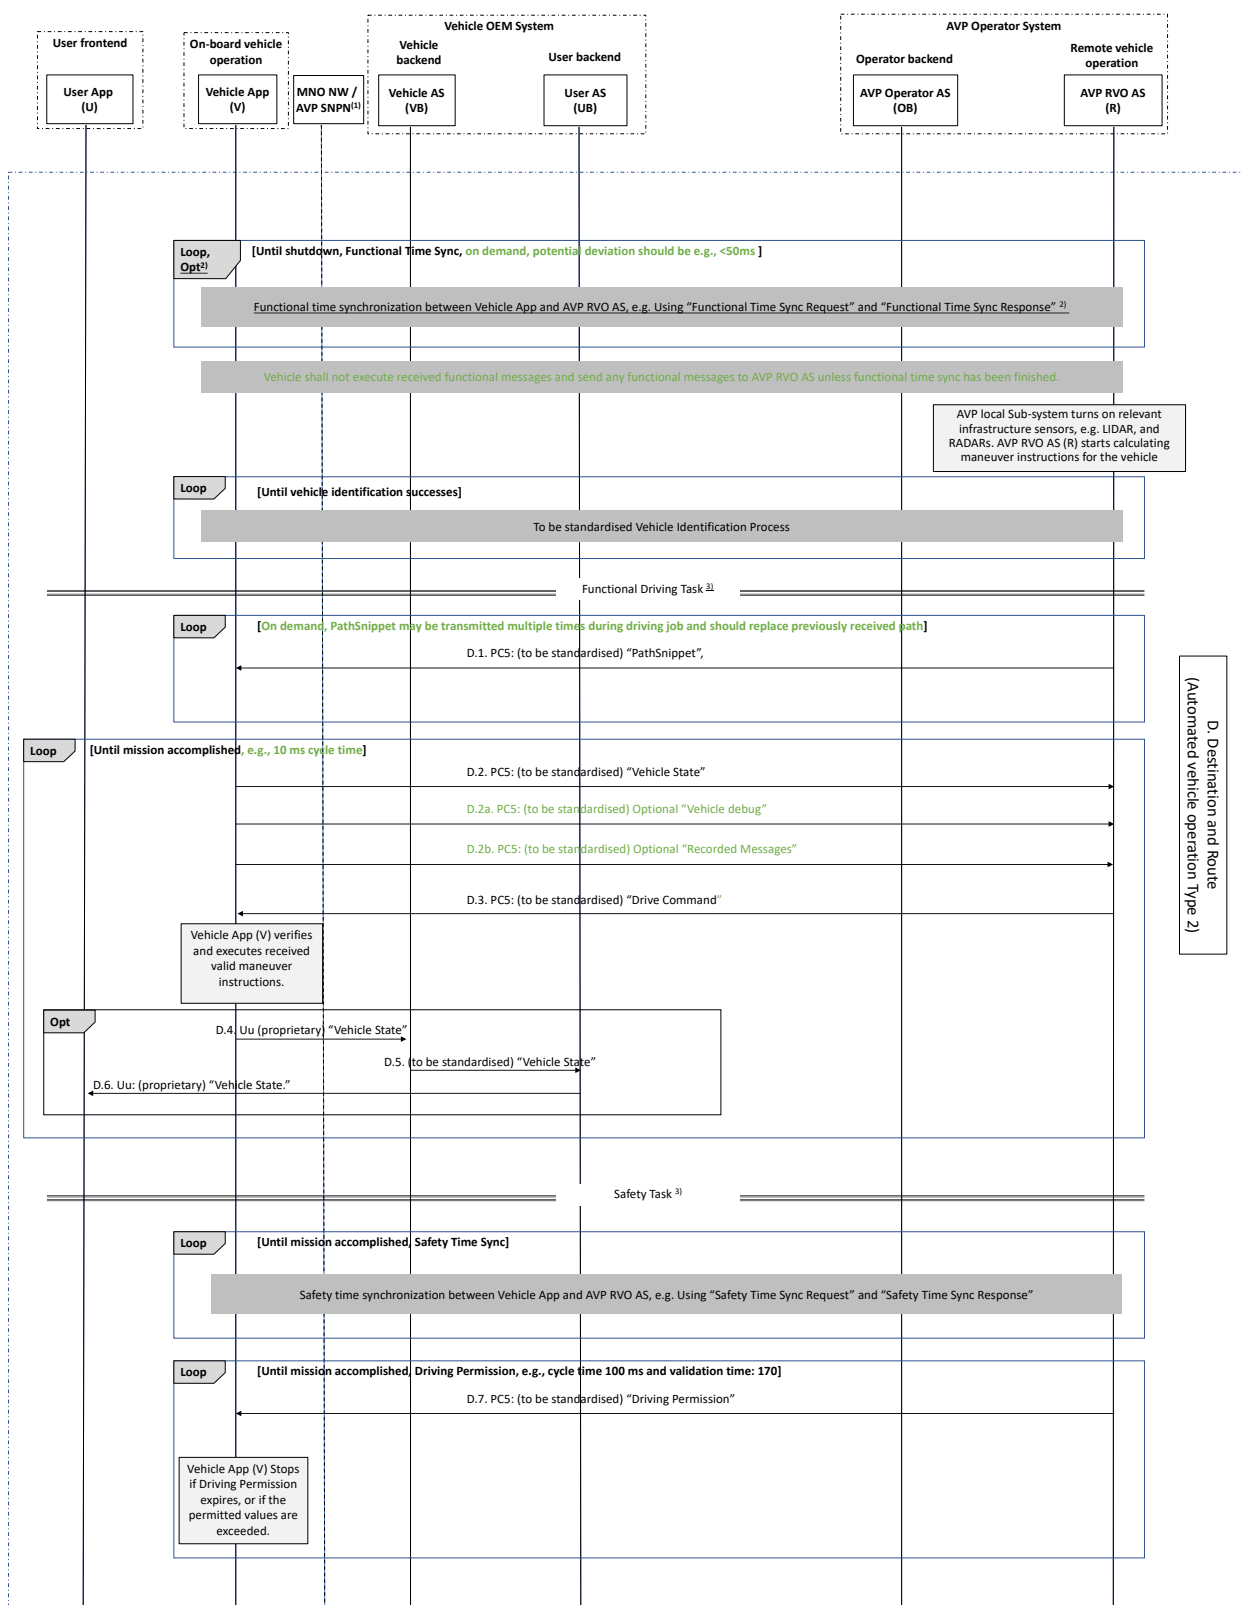 Vehicle OEM System
AVP Operator System
User frontend
On-board vehicle
operation
Vehicle
backend
User backend
Operator backend
Remote vehicle
operation
User App
(U)
Vehicle App
(V)
MNO NW /
AVP SNPN(1)
Vehicle AS
(VB)
User AS
(UB)
AVP Operator AS
(OB)
AVP RVO AS
(R)
Loop,
Opt2)
[Until shutdown, Functional Time Sync, on demand, potential deviation should be e.g., <50ms ]
Functional time synchronization between Vehicle App and AVP RVO AS, e.g. Using “Functional Time Sync Request” and “Functional Time Sync Response” 2)
Vehicle shall not execute received functional messages and send any functional messages to AVP RVO AS unless functional time sync has been finished.
AVP local Sub-system turns on relevant
infrastructure sensors, e.g. LIDAR, and
RADARs. AVP RVO AS (R) starts calculating
maneuver instructions for the vehicle
Loop
[Until vehicle identification successes]
To be standardised Vehicle Identification Process
Functional Driving Task 3)
Loop
[On demand, PathSnippet may be transmitted multiple times during driving job and should replace previously received path]
D.1. PC5: (to be standardised) “PathSnippet”,
D. Destination and Route
(Automated vehicle operation Type 2)
Loop
[Until mission accomplished, e.g., 10 ms cycle time]
D.2. PC5: (to be standardised) “Vehicle State”
D.2a. PC5: (to be standardised) Optional “Vehicle debug”
D.2b. PC5: (to be standardised) Optional “Recorded Messages”
D.3. PC5: (to be standardised) “Drive Command”
Vehicle App (V) verifies
and executes received
valid maneuver
instructions.
Opt
D.4. Uu (proprietary) “Vehicle State”
D.5. (to be standardised) “Vehicle State”
D.6. Uu: (proprietary) “Vehicle State.”
Safety Task 3)
Loop
[Until mission accomplished, Safety Time Sync]
Safety time synchronization between Vehicle App and AVP RVO AS, e.g. Using “Safety Time Sync Request” and “Safety Time Sync Response”
Loop
[Until mission accomplished, Driving Permission, e.g., cycle time 100 ms and validation time: 170]
D.7. PC5: (to be standardised) “Driving Permission”
Vehicle App (V) Stops
if Driving Permission
expires, or if the
permitted values are
exceeded.